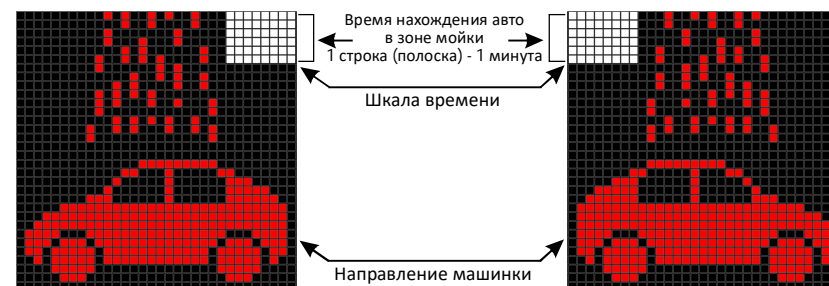 Время нахождения авто
в зоне мойки
1 строка (полоска) - 1 минута
Шкала времени
Направление машинки